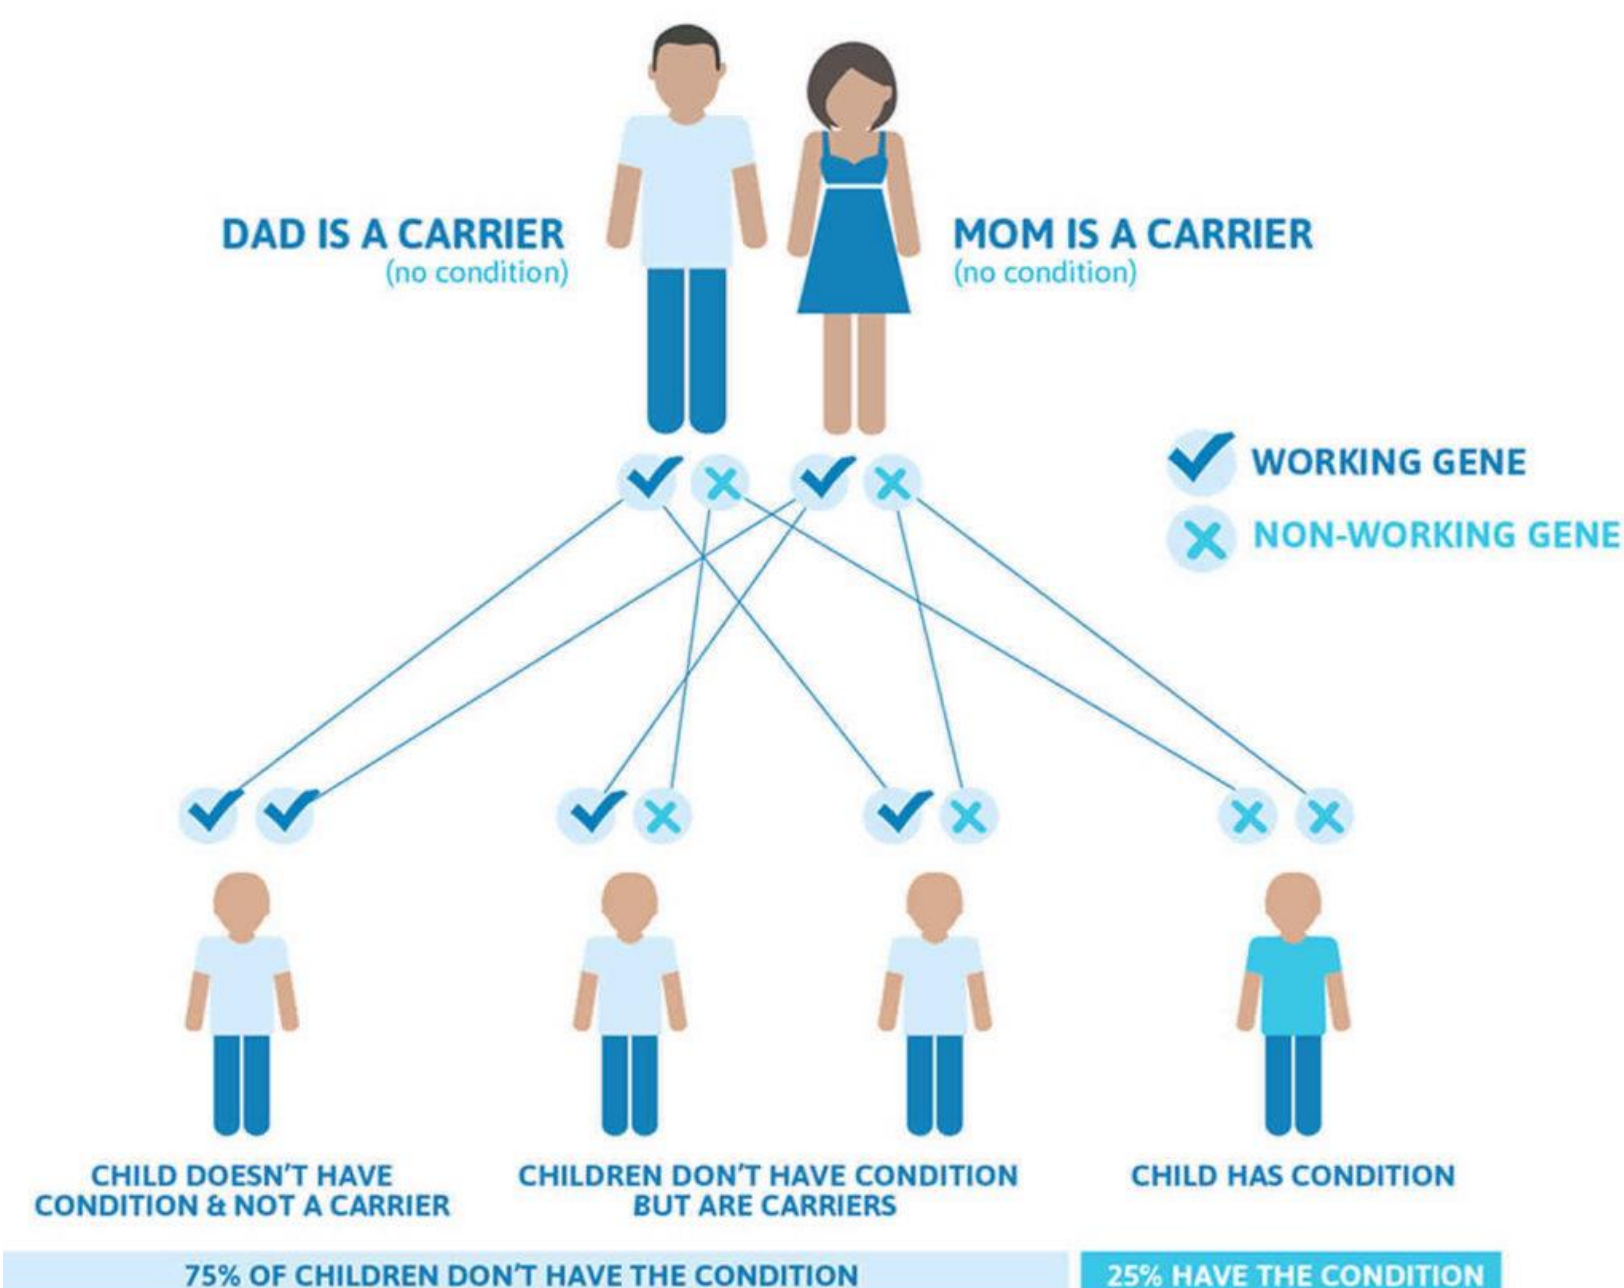 DAD IS A CARRIER
(no condition)
MOM IS A CARRIER
(no condition)
WORKING GENE
NON-WORKING GENE
CHILD DOESN'T HAVE
CONDITION & NOT A CARRIER
CHILDREN DON'T HAVE CONDITION
BUT ARE CARRIERS
CHILD HAS CONDITION
75% OF CHILDREN DON'T HAVE THE CONDITION
25% HAVE THE CONDITION